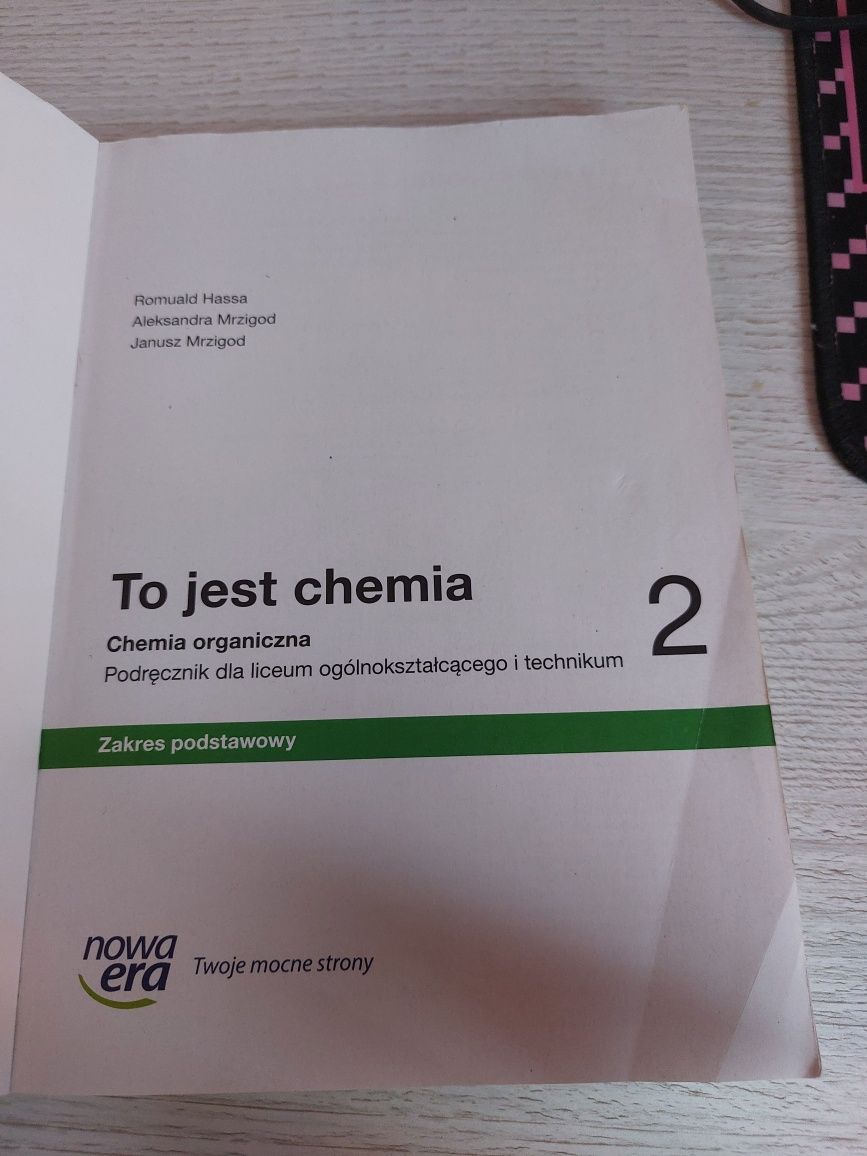 Romuald Hassa
Aleksandra Mrzigod
Janusz Mrzigod
To jest chemia 2
Chemia organiczna
Podręcznik dla liceum ogólnokształcącego i technikum
Zakres podstawowy
nowa
era
Twoje mocne strony